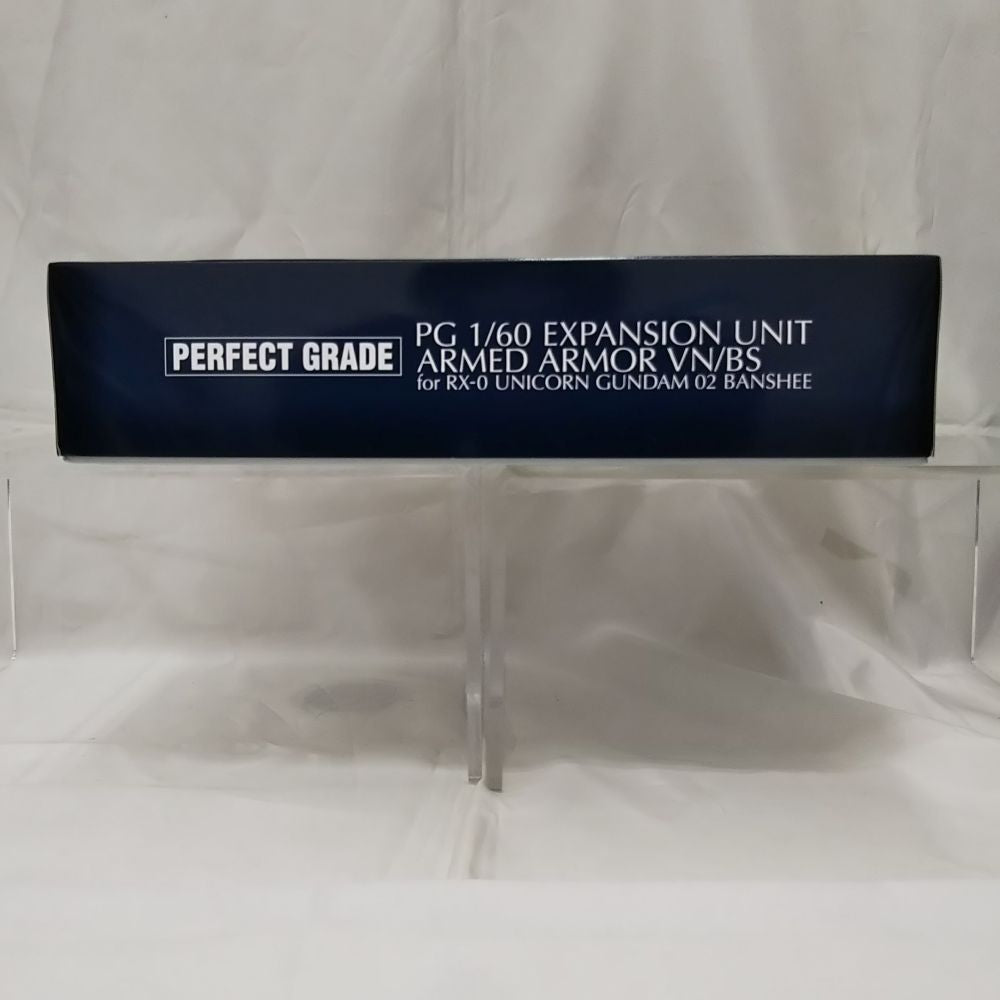 PERFECT GRADE
PG 1/60 EXPANSION UNIT
ARMED ARMOR VN/BS
for RX-0 UNICORN GUNDAM 02 BANSHEE